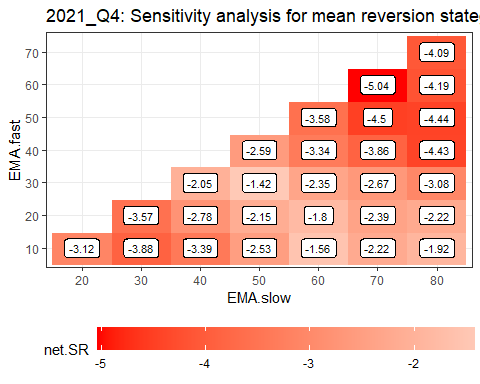 2021_Q4: Sensitivity analysis for mean reversion state
70
-4.09
60
-5.04 -4.19
50
-3.58 -4.5 -4.44
40
-2.59 -3.34 -3.86 -4.43
30
-2.05 -1.42 -2.35 -2.67 -3.08
20
-3.57 -2.78 -2.15 -1.8 -2.39 -2.22
10
-3.12 -3.88 -3.39 -2.53 -1.56 -2.22 -1.92
EMA.fast
20 30 40 50 60 70 80
EMA.slow
net.SR
-5 -4 -3 -2